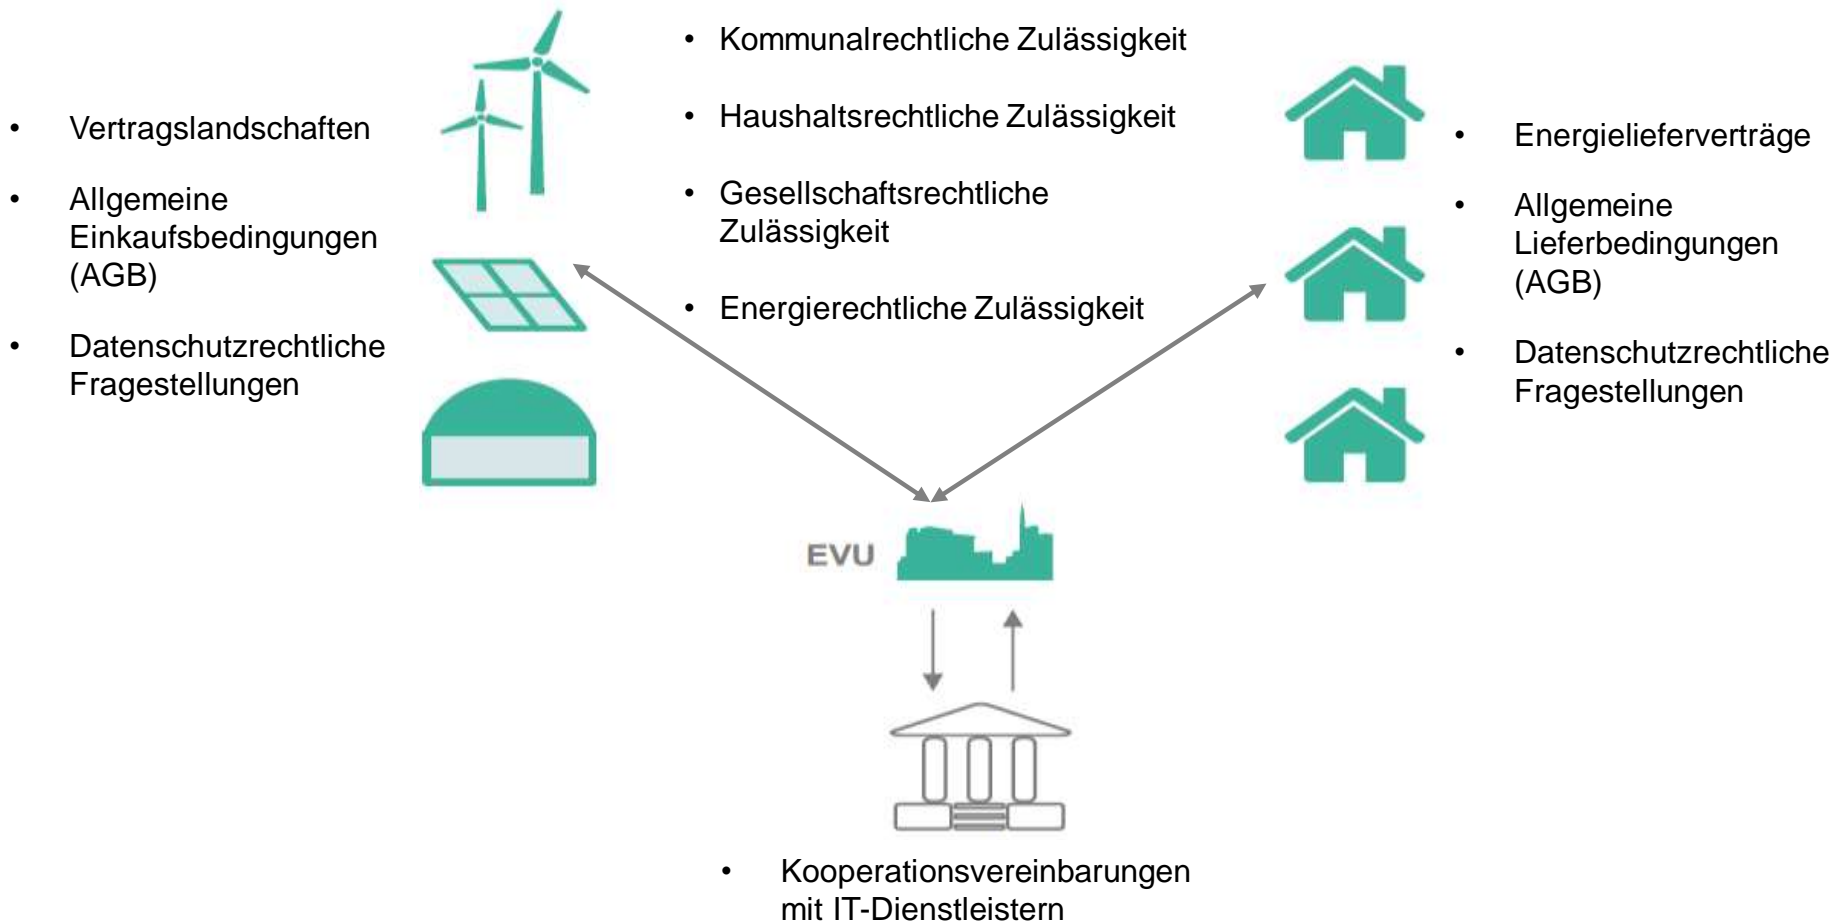 • Vertragslandschaften
• Allgemeine
Einkaufsbedingungen
(AGB)
• Datenschutzrechtliche
Fragestellungen
• Kommunalrechtliche Zulässigkeit
• Haushaltsrechtliche Zulässigkeit
• Gesellschaftsrechtliche
Zulässigkeit
• Energierechtliche Zulässigkeit
• Energielieferverträge
• Allgemeine
Lieferbedingungen
(AGB)
• Datenschutzrechtliche
Fragestellungen
EVU
• Kooperationsvereinbarungen
mit IT-Dienstleistern